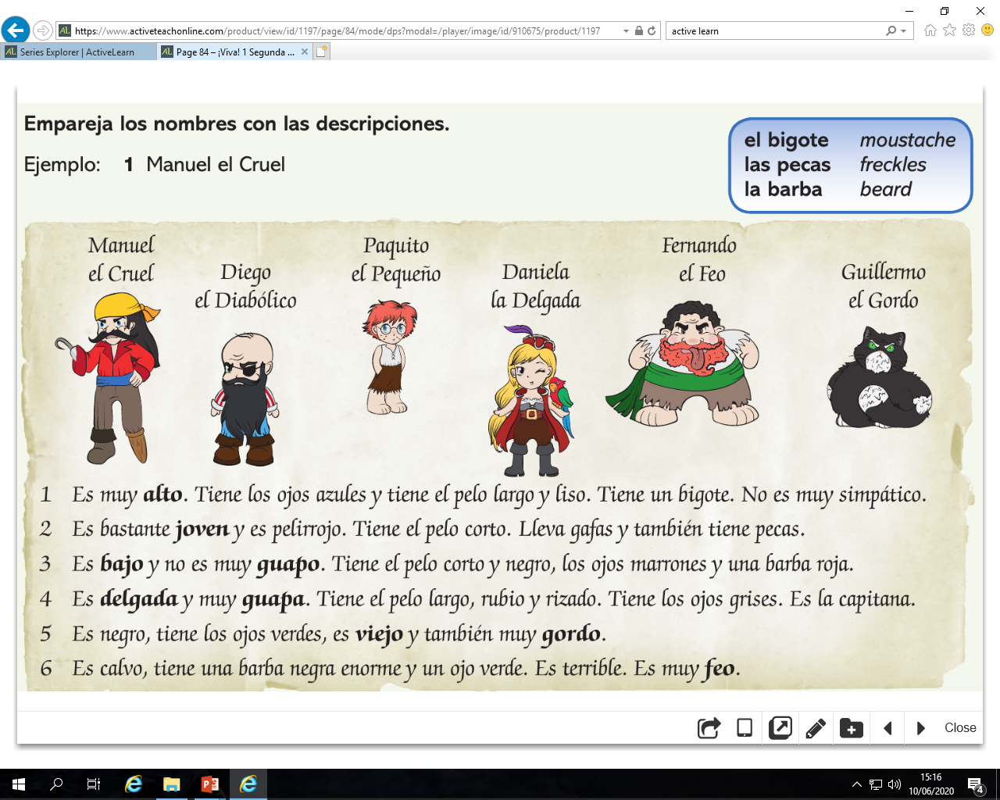 https://www.activeteachonline.com/product/view/id/1197/page/84/mode/dps?modal=/player/image/id/910675/product/1197
active learn
AL Series Explorer | ActiveLearn
AL Page 84 – ¡Viva! 1 Segunda ...
Empareja los nombres con las descripciones.
Ejemplo: 1 Manuel el Cruel
el bigote moustache
las pecas freckles
la barba beard
Manuel
el Cruel
Diego
el Diabólico
Paquito
el Pequeño
Daniela
la Delgada
Fernando
el Feo
Guillermo
el Gordo
1 Es muy alto. Tiene los ojos azules y tiene el pelo largo y liso. Tiene un bigote. No es muy simpático.
2 Es bastante joven y es pelirrojo. Tiene el pelo corto. Lleva gafas y también tiene pecas.
3 Es bajo y no es muy guapo. Tiene el pelo corto y negro, los ojos marrones y una barba roja.
4 Es delgada y muy guapa. Tiene el pelo largo, rubio y rizado. Tiene los ojos grises. Es la capitana.
5 Es negro, tiene los ojos verdes, es viejo y también muy gordo.
6 Es calvo, tiene una barba negra enorme y un ojo verde. Es terrible. Es muy feo.
Close
15:16
10/06/2020
4